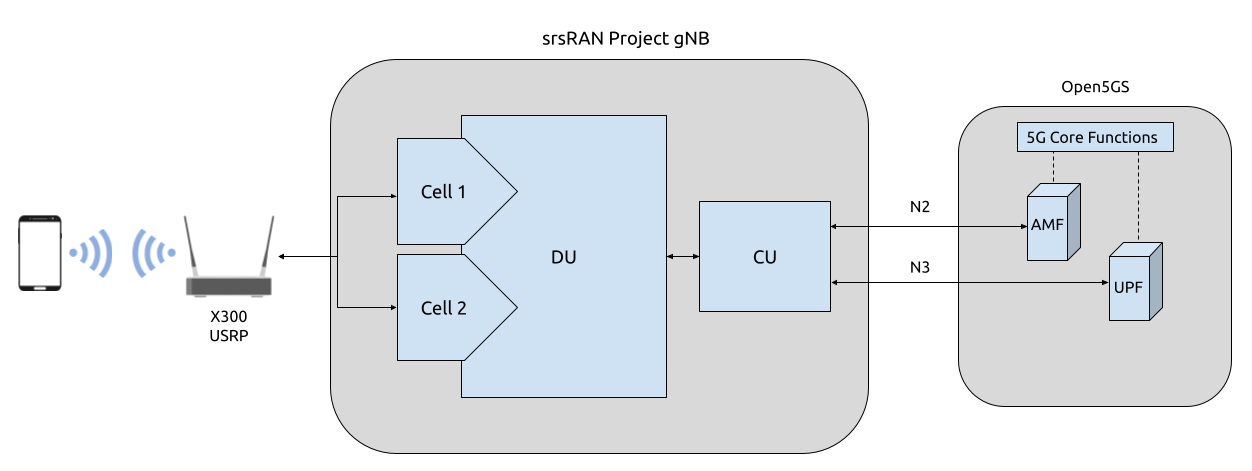 srsRAN Project gNB
Open5GS
5G Core Functions
Cell 1
Cell 2
DU
CU
N2
N3
AMF
UPF
X300
USRP